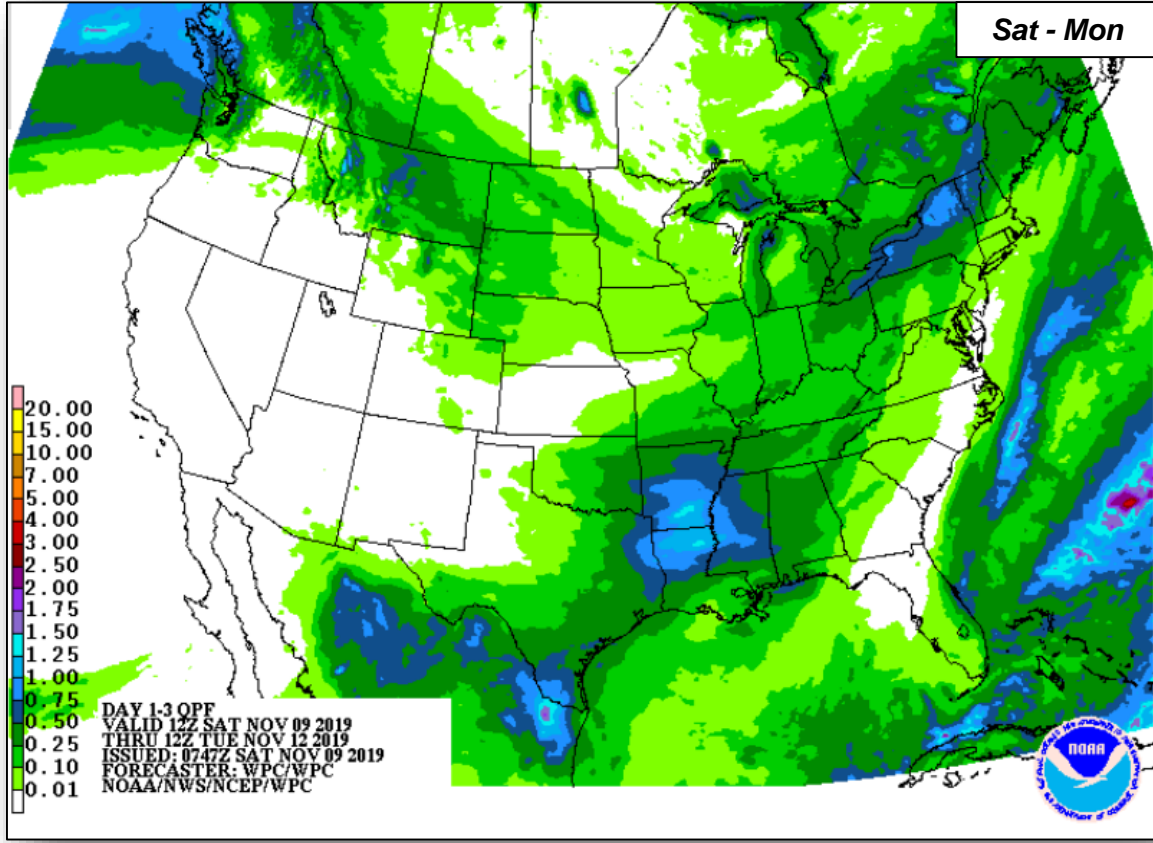 Sat - Mon
20.00
15.00
10.00
7.00
5.00
4.00
3.00
2.50
2.00
1.75
1.50
1.25
1.00
0.75
0.50
0.25
0.10
0.01
DAY 1-3 QPF
VALID 12Z SAT NOV 09 2019
THRU 12Z TUE NOV 12 2019
ISSUED: 0747Z SAT NOV 09 2019
FORECASTER: WPC/WPC
NOAA/NWS/NCEP/WPC
NOAA